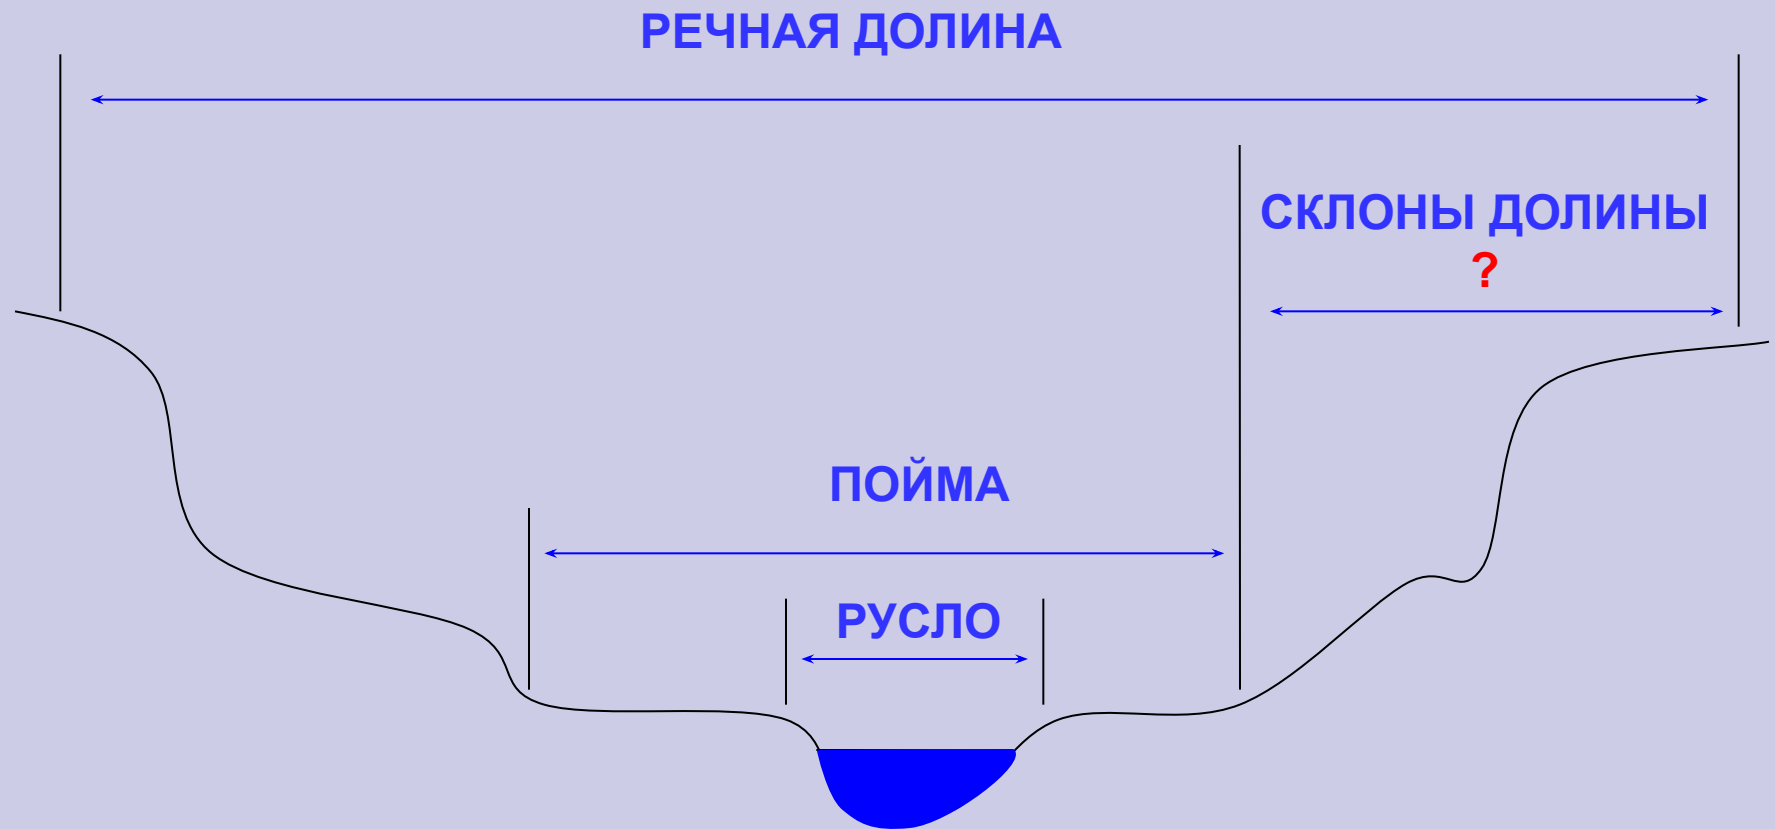 РЕЧНАЯ ДОЛИНА
СКЛОНЫ ДОЛИНЫ
?
ПОЙМА
РУСЛО